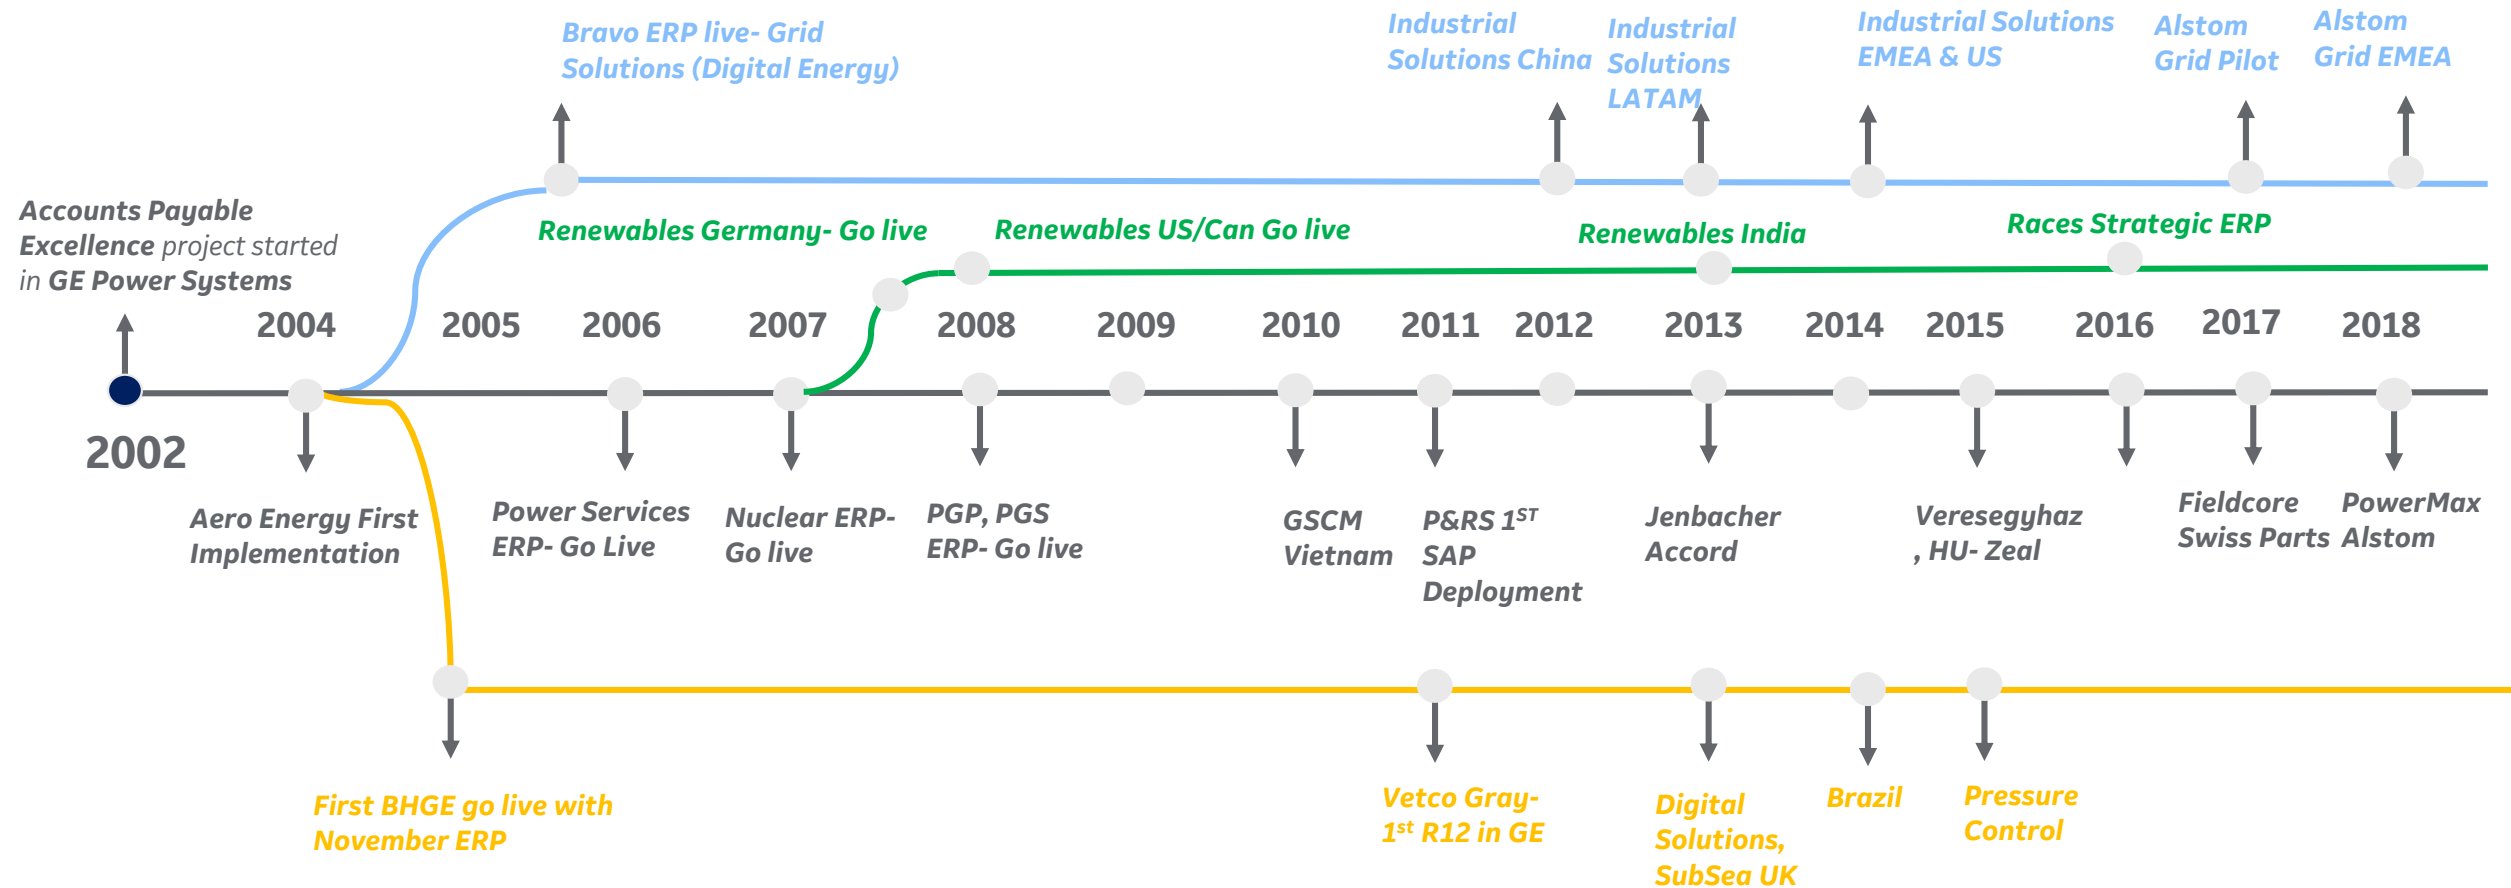 Bravo ERP live- Grid
Solutions (Digital Energy)
Industrial
Solutions China
Industrial
Solutions
LATAM
Industrial Solutions
EMEA & US
Alstom
Grid Pilot
Alstom
Grid EMEA
Accounts Payable
Excellence project started
in GE Power Systems
Renewables Germany- Go live
Renewables US/Can Go live
Renewables India
Races Strategic ERP
2004
2005
2006
2007
2008
2009
2010
2011
2012
2013
2014
2015
2016
2017
2018
2002
Aero Energy First
Implementation
Power Services
ERP- Go Live
Nuclear ERP-
Go live
PGP, PGS
ERP- Go live
GSCM
Vietnam
P&RS 1ST
SAP
Deployment
Jenbacher
Accord
Veresegyhaz
, HU- Zeal
Fieldcore
Swiss Parts
PowerMax
Alstom
First BHGE go live with
November ERP
Vetco Gray-
1st R12 in GE
Digital
Solutions,
SubSea UK
Brazil
Pressure
Control